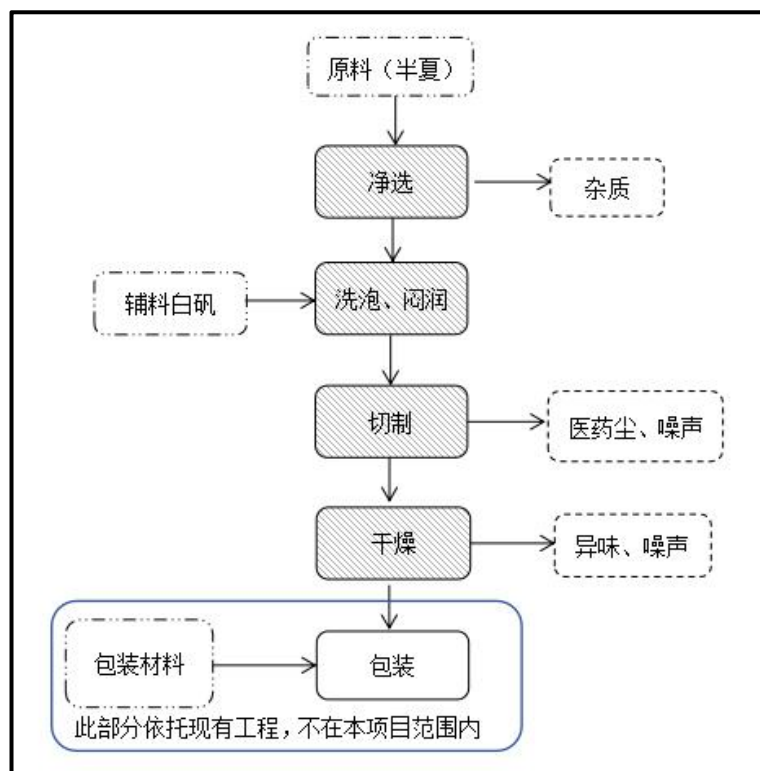 原料（半夏）
净选
杂质
辅料白矾
洗泡、闷润
切制
医药尘、噪声
干燥
异味、噪声
包装材料
包装
此部分依托现有工程，不在本项目范围内